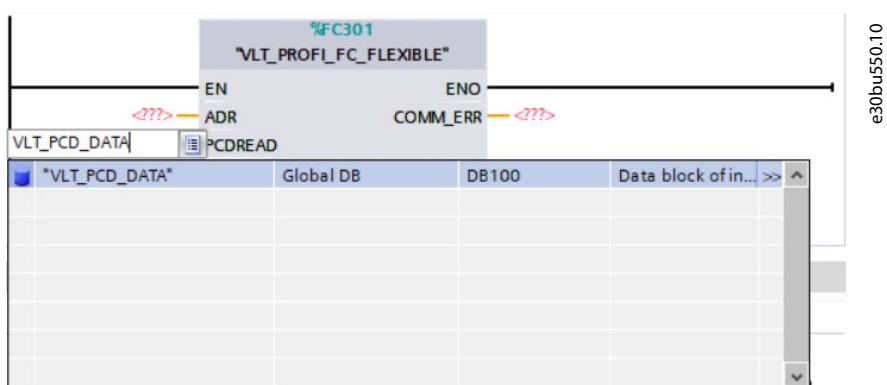 %FC301
"VLT_PROFI_FC_FLEXIBLE"
EN ENO
<???> ADR COMM_ERR <???>
VLT_PCD_DATA PCDREAD
"VLT_PCD_DATA" Global DB DB100 Data block of in... >>
e30bu550.10